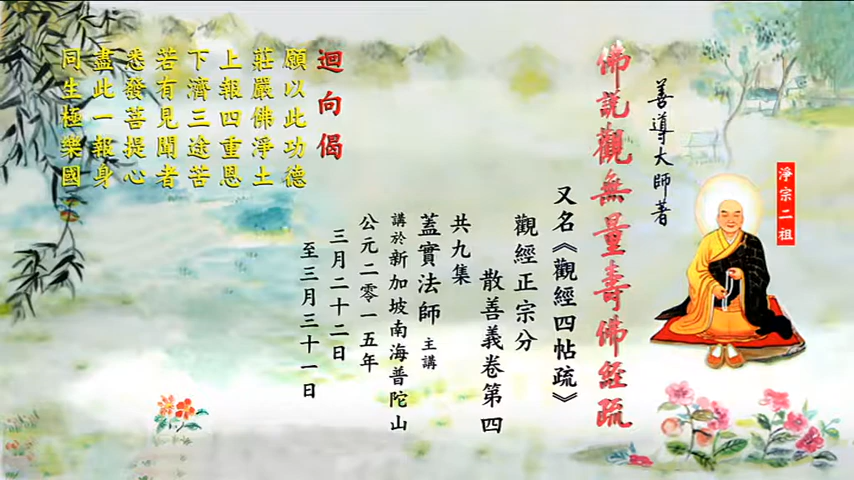 淨宗二祖
善導大師著
佛說觀無量壽佛經疏
又名《觀經四帖疏》
觀經正宗分
散善義卷第四
共九集
蓋實法師 主講
講於新加坡南海普陀山
公元二零一五年
三月二十二日
至三月三十一日
迴向偈
願以此功德
莊嚴佛淨土
上報四重恩
下濟三途苦
若有見聞者
悉發菩提心
盡此一報身
同生極樂國